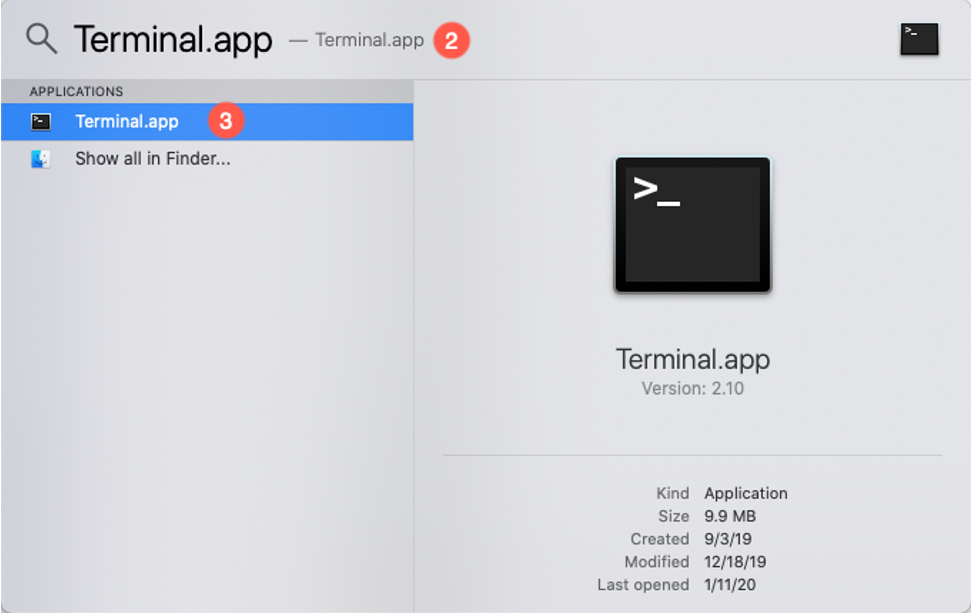 Terminal.app — Terminal.app 2
>_
APPLICATIONS
>_ Terminal.app 3
Show all in Finder...
>_
Terminal.app
Version: 2.10
Kind Application
Size 9.9 MB
Created 9/3/19
Modified 12/18/19
Last opened 1/11/20